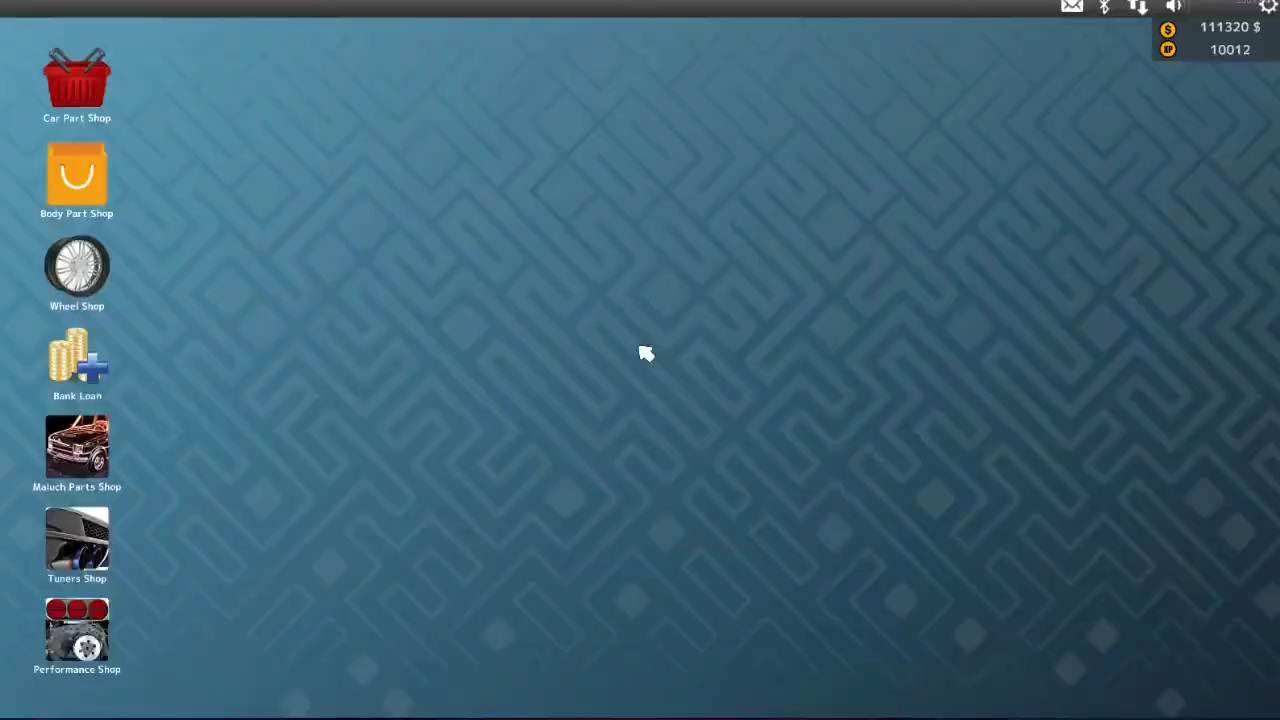 111320 $
XP 10012
Car Part Shop
Body Part Shop
Wheel Shop
Bank Loan
Maluch Parts Shop
Tuners Shop
Performance Shop